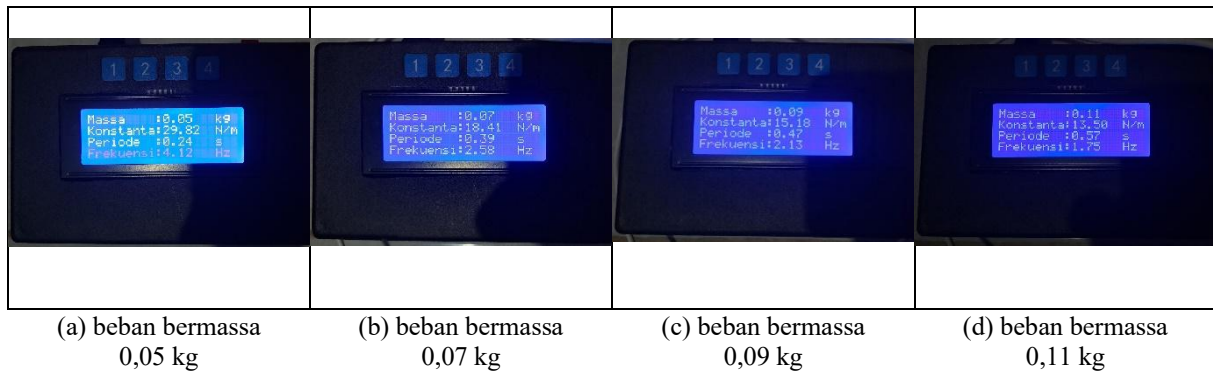 1 2 3 4
Massa :0.05 kg
Konstanta:29.82 N/m
Periode :0.24 s
Frekuensi:4.12 Hz
1 2 3 4
Massa :0.07 kg
Konstanta:18.41 N/m
Periode :0.39 s
Frekuensi:2.58 Hz
1 2 3 4
Massa :0.09 kg
Konstanta:15.18 N/m
Periode :0.47 s
Frekuensi:2.13 Hz
1 2 3 4
Massa :0.11 kg
Konstanta:13.50 N/m
Periode :0.57 s
Frekuensi:1.75 Hz
(a) beban bermassa
0,05 kg
(b) beban bermassa
0,07 kg
(c) beban bermassa
0,09 kg
(d) beban bermassa
0,11 kg